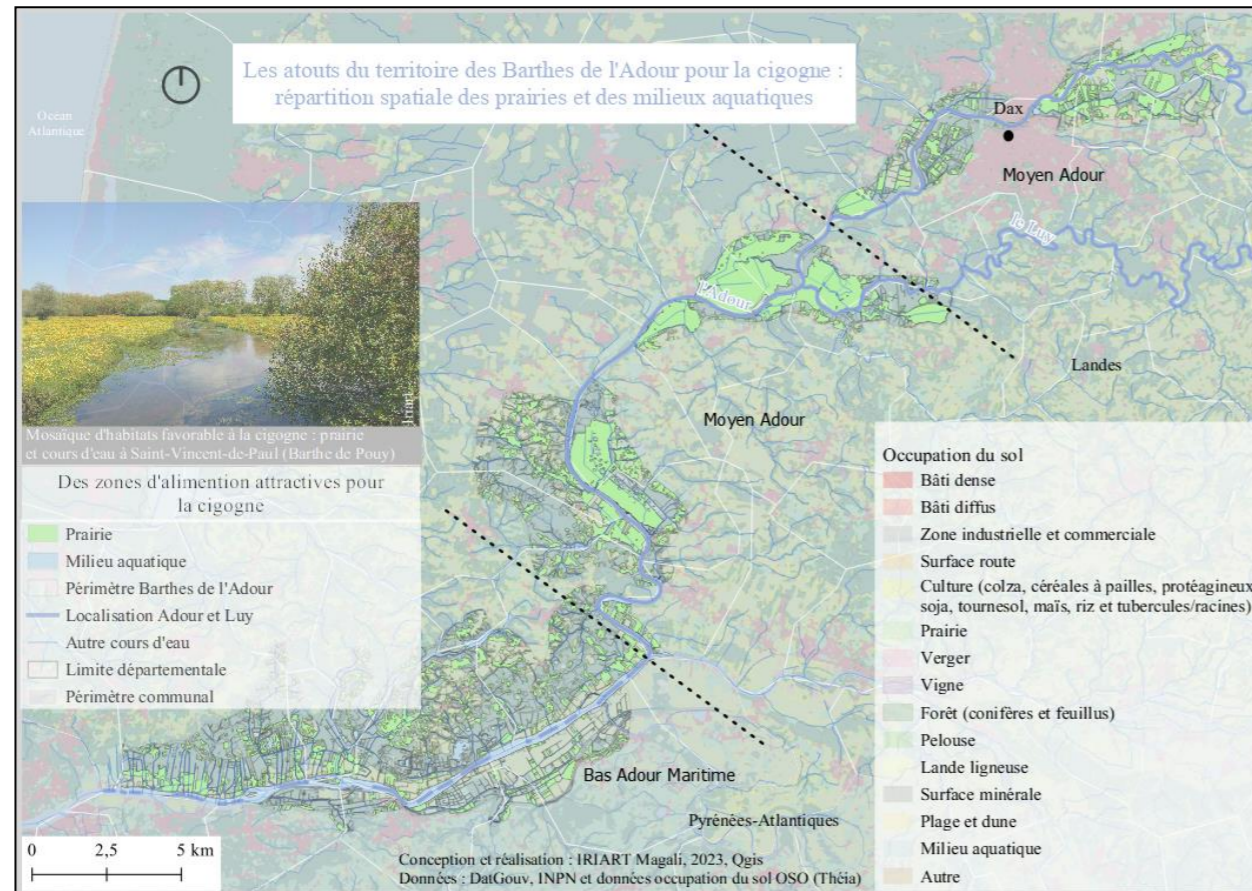 Les atouts du territoire des Barthes de l'Adour pour la cigogne :
répartition spatiale des prairies et des milieux aquatiques
Océan
Atlantique
Dax
Moyen Adour
le Luy
l'Adour
Landes
Moyen Adour
Iriart
Mosaïque d'habitats favorable à la cigogne : prairie
et cours d'eau à Saint-Vincent-de-Paul (Barthe de Pouy)
Des zones d'alimention attractives pour
la cigogne
Prairie
Milieu aquatique
Périmètre Barthes de l'Adour
Localisation Adour et Luy
Autre cours d'eau
Limite départementale
Périmètre communal
Occupation du sol
Bâti dense
Bâti diffus
Zone industrielle et commerciale
Surface route
Culture (colza, céréales à pailles, protéagineux
soja, tournesol, maïs, riz et tubercules/racines)
Prairie
Verger
Vigne
Forêt (conifères et feuillus)
Pelouse
Lande ligneuse
Surface minérale
Plage et dune
Milieu aquatique
Autre
Bas Adour Maritime
Pyrénées-Atlantiques
0 2,5 5 km
Conception et réalisation : IRIART Magali, 2023, Qgis
Données : DatGouv, INPN et données occupation du sol OSO (Théia)